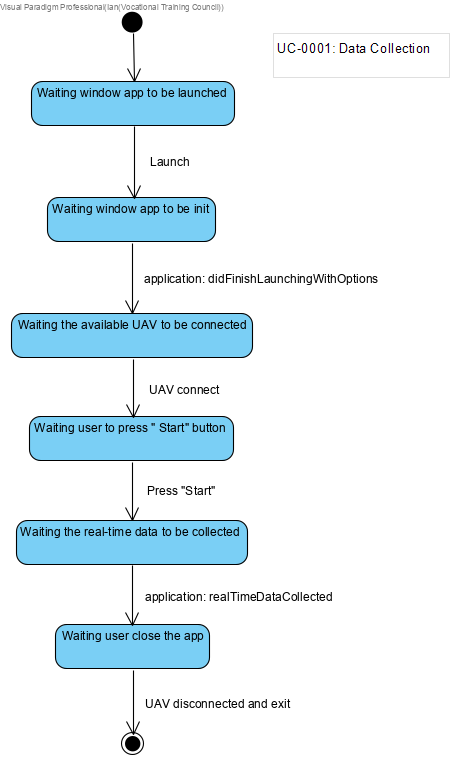 Visual Paradigm Professional(Ian(Vocational Training Council))
UC-0001: Data Collection
Waiting window app to be launched
Launch
Waiting window app to be init
application: didFinishLaunchingWithOptions
Waiting the available UAV to be connected
UAV connect
Waiting user to press " Start" button
Press "Start"
Waiting the real-time data to be collected
application: realTimeDataCollected
Waiting user close the app
UAV disconnected and exit